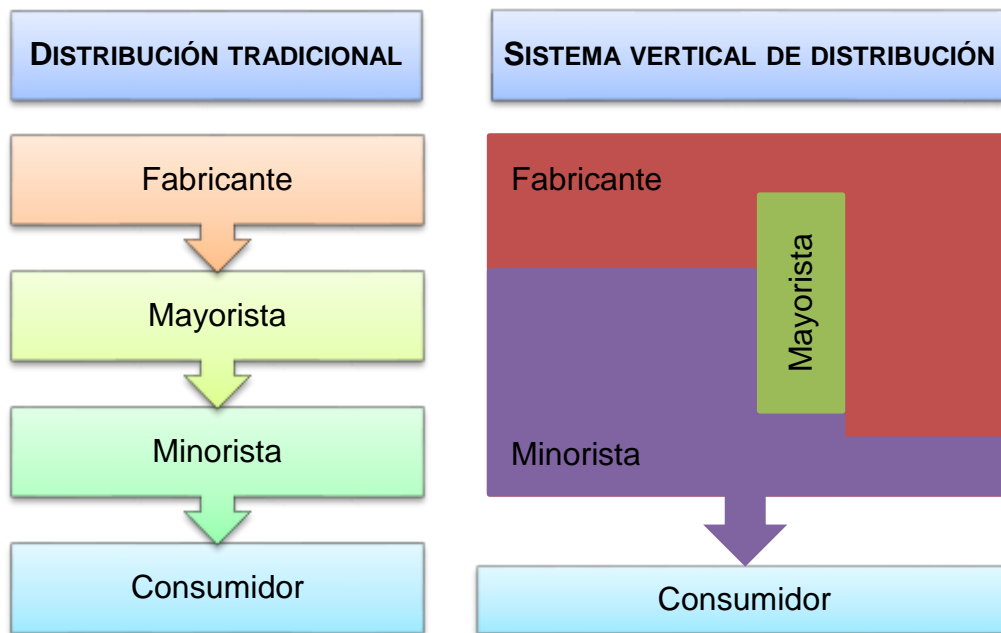 DISTRIBUCIÓN TRADICIONAL
Fabricante
Mayorista
Minorista
Consumidor
SISTEMA VERTICAL DE DISTRIBUCIÓN
Fabricante
Mayorista
Minorista
Consumidor